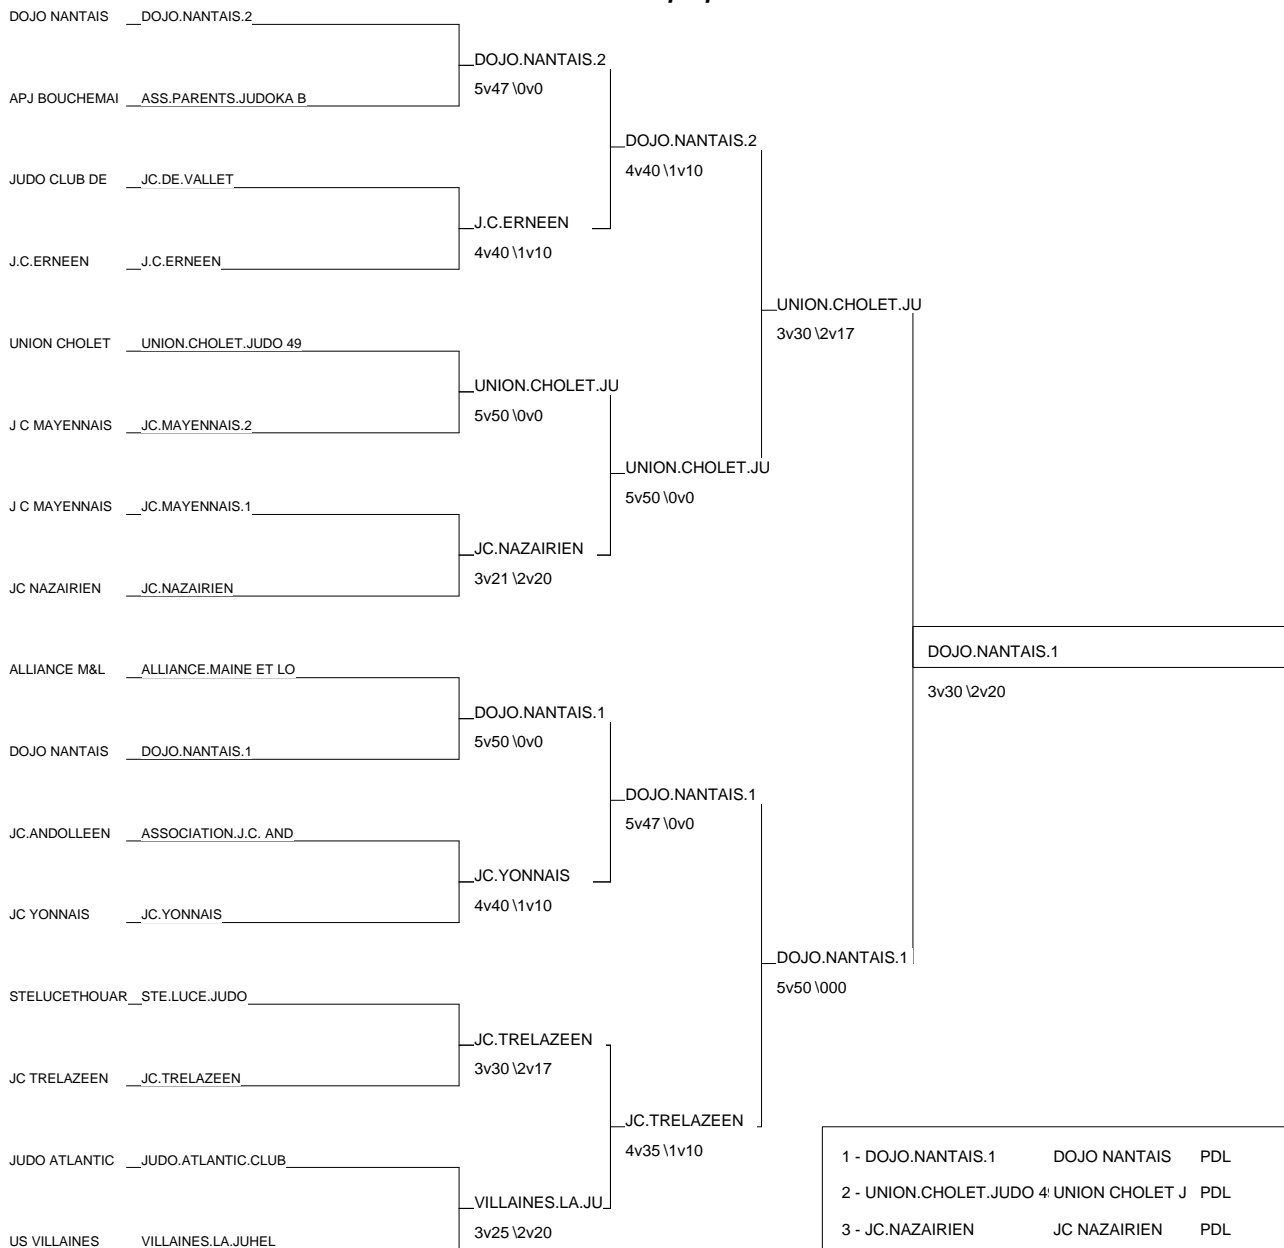 DOJO NANTAIS DOJO.NANTAIS.2
DOJO.NANTAIS.2
5v47 \0v0
APJ BOUCHEMAI ASS.PARENTS.JUDOKA B
DOJO.NANTAIS.2
4v40 \1v10
JUDO CLUB DE JC.DE.VALLET
J.C.ERNEEN
4v40 \1v10
J.C.ERNEEN J.C.ERNEEN
UNION.CHOLET.JU
3v30 \2v17
UNION CHOLET UNION.CHOLET.JUDO 49
UNION.CHOLET.JU
5v50 \0v0
J C MAYENNAIS JC.MAYENNAIS.2
UNION.CHOLET.JU
5v50 \0v0
J C MAYENNAIS JC.MAYENNAIS.1
JC.NAZAIRIEN
3v21 \2v20
JC NAZAIRIEN JC.NAZAIRIEN
DOJO.NANTAIS.1
3v30 \2v20
ALLIANCE M&L ALLIANCE.MAINE ET LO
DOJO.NANTAIS.1
5v50 \0v0
DOJO NANTAIS DOJO.NANTAIS.1
DOJO.NANTAIS.1
5v47 \0v0
JC.ANDOLLEEN ASSOCIATION.J.C. AND
JC.YONNAIS
4v40 \1v10
JC YONNAIS JC.YONNAIS
DOJO.NANTAIS.1
5v50 \000
STELUCETHOUAR STE.LUCE.JUDO
JC.TRELAZEEN
3v30 \2v17
JC TRELAZEEN JC.TRELAZEEN
JC.TRELAZEEN
4v35 \1v10
JUDO ATLANTIC JUDO.ATLANTIC.CLUB
VILLAINES.LA.JU
3v25 \2v20
US VILLAINES VILLAINES.LA.JUHEL
1 - DOJO.NANTAIS.1 DOJO NANTAIS PDL
2 - UNION.CHOLET.JUDO 4 UNION CHOLET J PDL
3 - JC.NAZAIRIEN JC NAZAIRIEN PDL